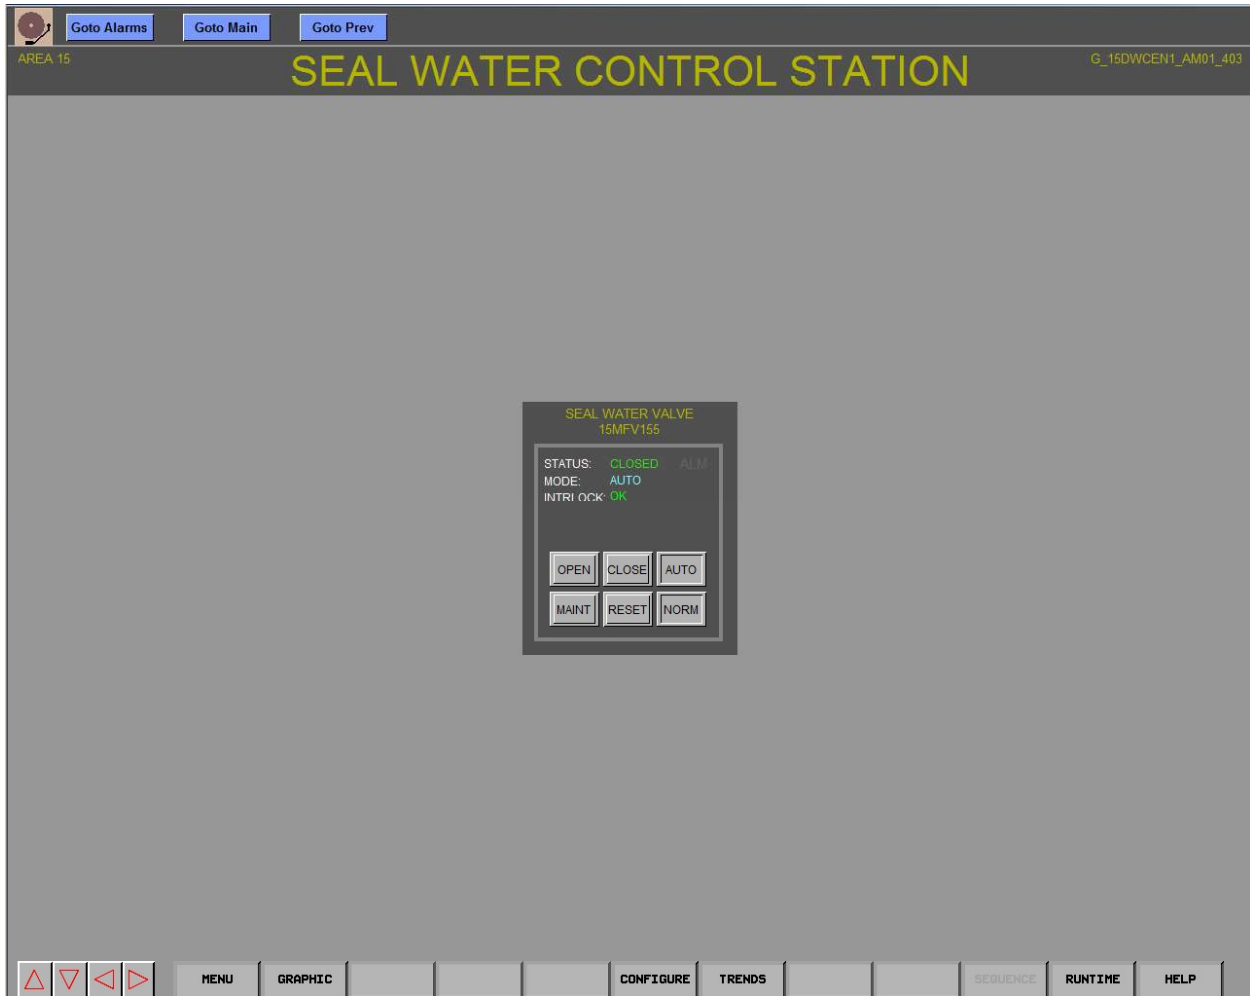 Goto Alarms Goto Main Goto Prev
AREA 15
SEAL WATER CONTROL STATION
G_15DWCEN1_AM01_403
SEAL WATER VALVE
15MFV155
STATUS: CLOSED ALM
MODE: AUTO
INTRLOCK: OK
OPEN CLOSE AUTO
MAINT RESET NORM
MENU GRAPHIC CONFIGURE TRENDS SEQUENCE RUNTIME HELP